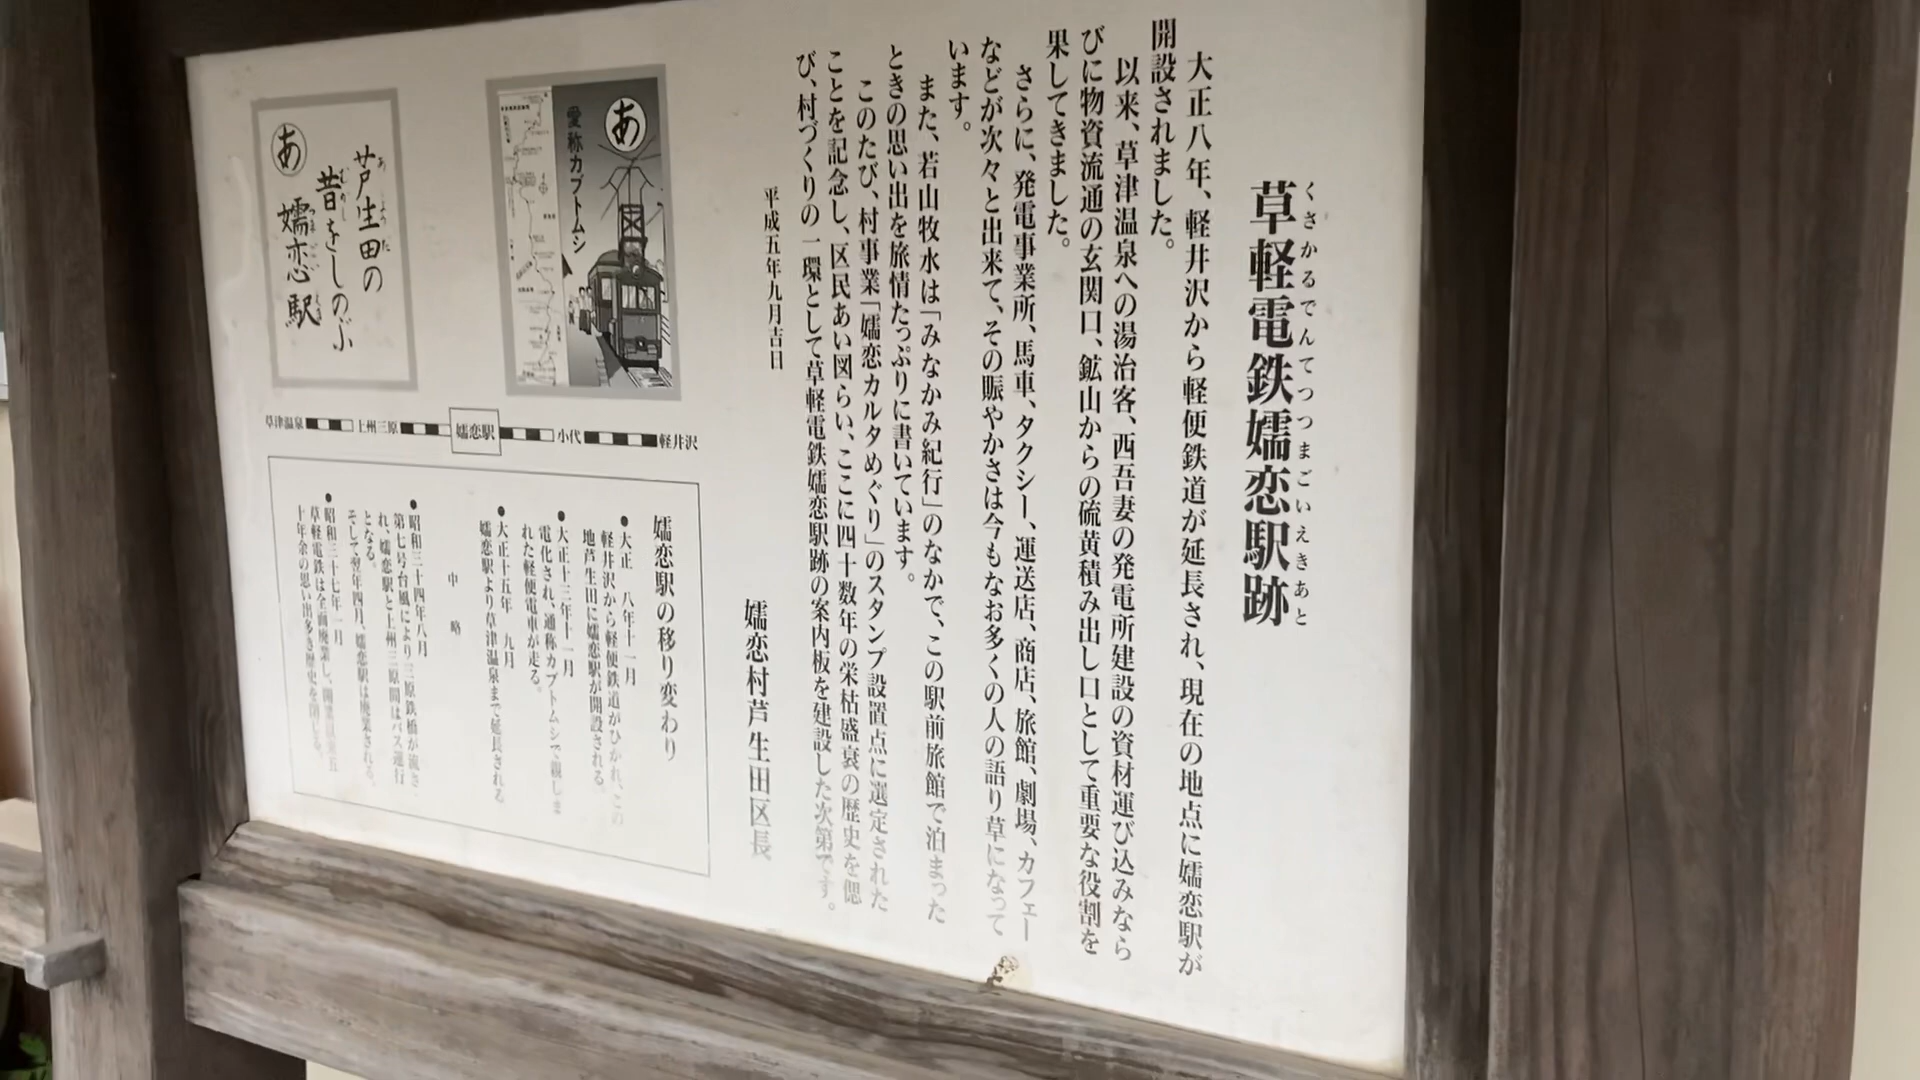 草軽電鉄嬬恋駅跡
くさかるでんてつつまごいえきあと
大正八年、軽井沢から軽便鉄道が延長され、現在の地点に嬬恋駅が
開設されました。
以来、草津温泉への湯治客、西吾妻の発電所建設の資材運び込みなら
びに物資流通の玄関口、鉱山からの硫黄積み出し口として重要な役割を
果してきました。
さらに、発電事業所、馬車、タクシー、運送店、商店、旅館、劇場、カフェー
などが次々と出来て、その賑やかさは今もなお多くの人の語り草になって
います。
また、若山牧水は「みなかみ紀行」のなかで、この駅前旅館で泊まった
ときの思い出を旅情たっぷりに書いています。
このたび、村事業「嬬恋カルタめぐり」のスタンプ設置点に選定された
ことを記念し、区民あい図らい、ここに四十数年の栄枯盛衰の歴史を偲
び、村づくりの一環として草軽電鉄嬬恋駅跡の案内板を建設した次第です。
平成五年九月吉日
嬬恋村芦生田区長
あ
愛称カブトムシ
あ
芦生田の
昔をしのぶ
嬬恋駅
草津温泉 上州三原 嬬恋駅 小代 軽井沢
嬬恋駅の移り変わり
●大正 八年十一月
軽井沢から軽便鉄道がひかれ、この
地芦生田に嬬恋駅が開設される。
●大正十三年十一月
電化され、通称カブトムシで親しま
れた軽便電車が走る。
●大正十五年 九月
嬬恋駅より草津温泉まで延長される
中略
●昭和三十四年八月
第七号台風により三原鉄橋が流さ
れ、嬬恋駅と上州三原間はバス運行
となる。
そして翌年四月、嬬恋駅は廃業される。
●昭和三十七年一月
草軽電鉄は全面廃業し、開業以来五
十年余の思い出多き歴史を閉じる。